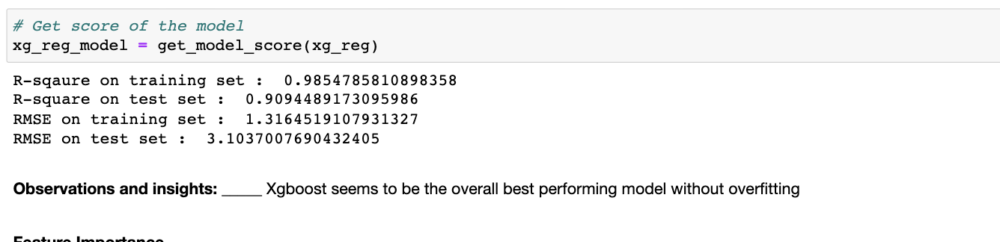 # Get score of the model
xg_reg_model = get_model_score(xg_reg)
R-sqaure on training set :  0.9854785810898358
R-square on test set :  0.9094489173095986
RMSE on training set :  1.3164519107931327
RMSE on test set :  3.1037007690432405
Observations and insights: _____ Xgboost seems to be the overall best performing model without overfitting
Feature Importance